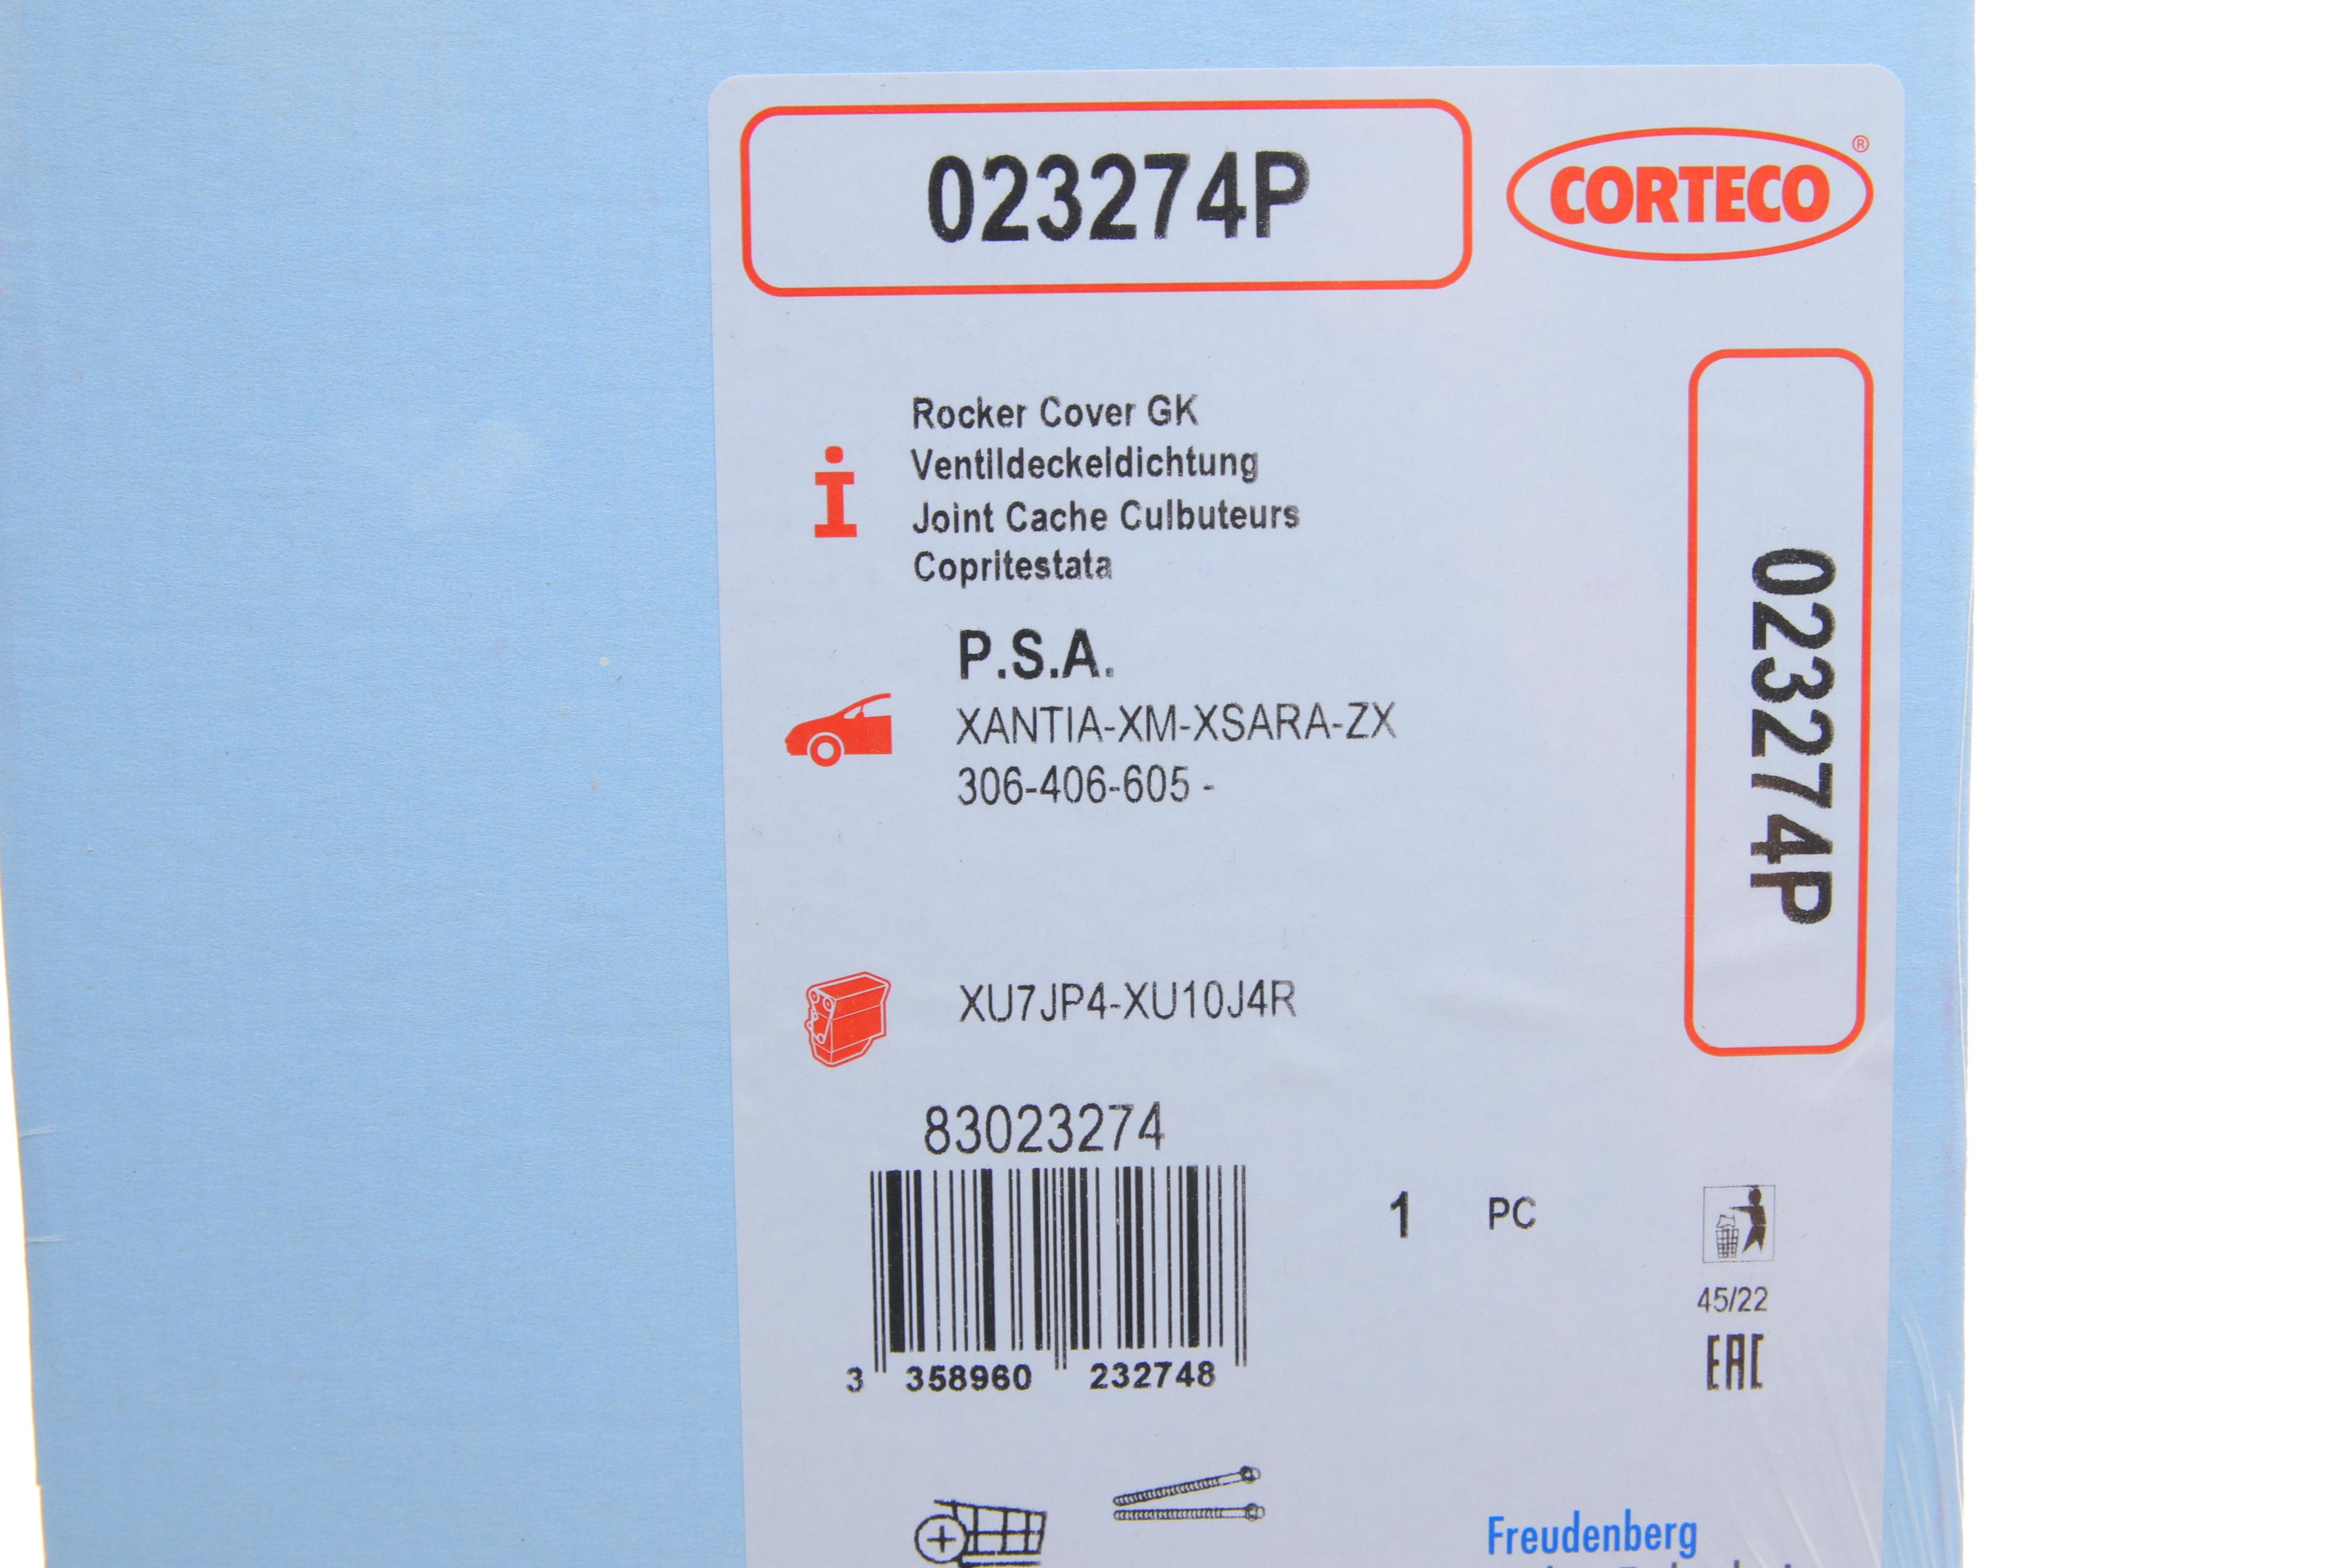 023274P
CORTECO®
Rocker Cover GK
Ventildeckeldichtung
Joint Cache Culbuteurs
Copritestata
P.S.A.
XANTIA-XM-XSARA-ZX
306-406-605 -
023274P
XU7JP4-XU10J4R
83023274
1 PC
45/22
EAC
3 358960 232748
Freudenberg